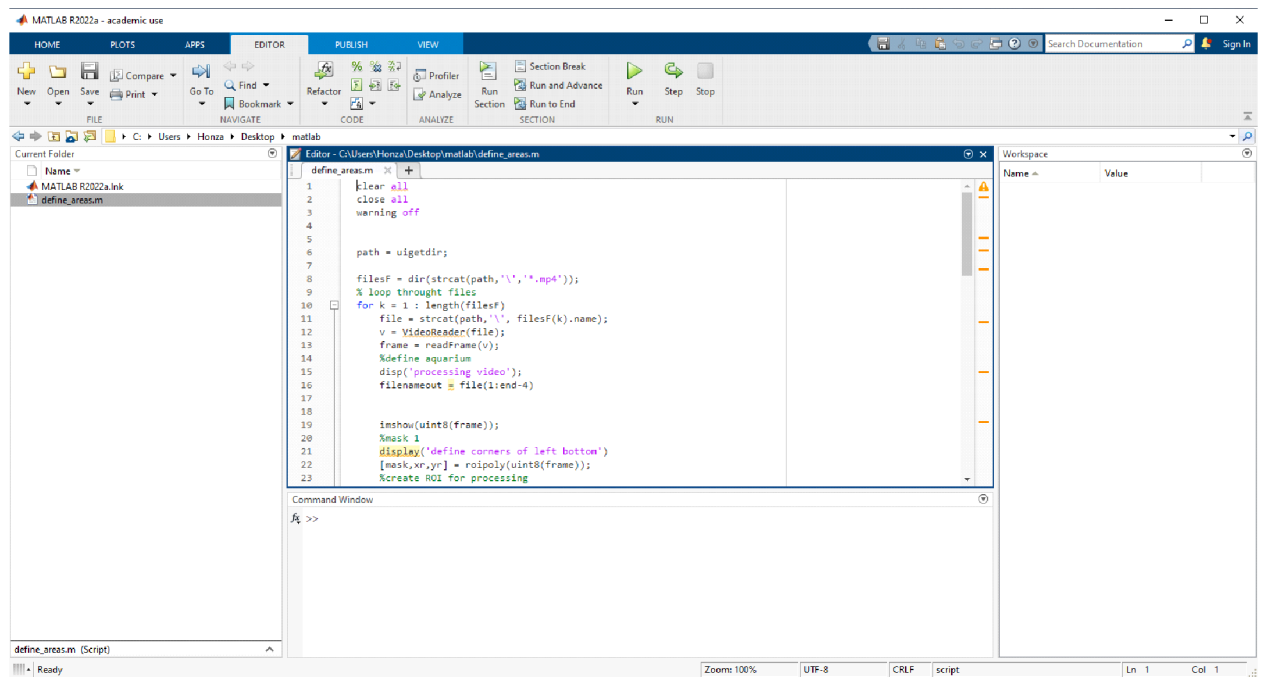 MATLAB R2022a - academic use
HOME PLOTS APPS EDITOR PUBLISH VIEW Search Documentation Sign In
New Open Save Compare Print Go To Find Bookmark Refactor Profiler Analyze Run Section Section Break Run and Advance Run to End Run Step Stop
FILE NAVIGATE CODE ANALYZE SECTION RUN
C: Users Honza Desktop matlab
Current Folder
Name
MATLAB R2022a.lnk
define_areas.m
Editor - C:\Users\Honza\Desktop\matlab\define_areas.m
define_areas.m
1 clear all
2 close all
3 warning off
4
5
6 path = uigetdir;
7
8 filesF = dir(strcat(path,'\','*.mp4'));
9 % loop throught files
10 for k = 1 : length(filesF)
11 file = strcat(path,'\', filesF(k).name);
12 v = VideoReader(file);
13 frame = readFrame(v);
14 %define aquarium
15 disp('processing video');
16 filenameout = file(1:end-4)
17
18
19 imshow(uint8(frame));
20 %mask 1
21 display('define corners of left bottom')
22 [mask,xr,yr] = roipoly(uint8(frame));
23 %create ROI for processing
Command Window
fx >>
Workspace
Name Value
define_areas.m (Script)
Ready Zoom: 100% UTF-8 CRLF script Ln 1 Col 1